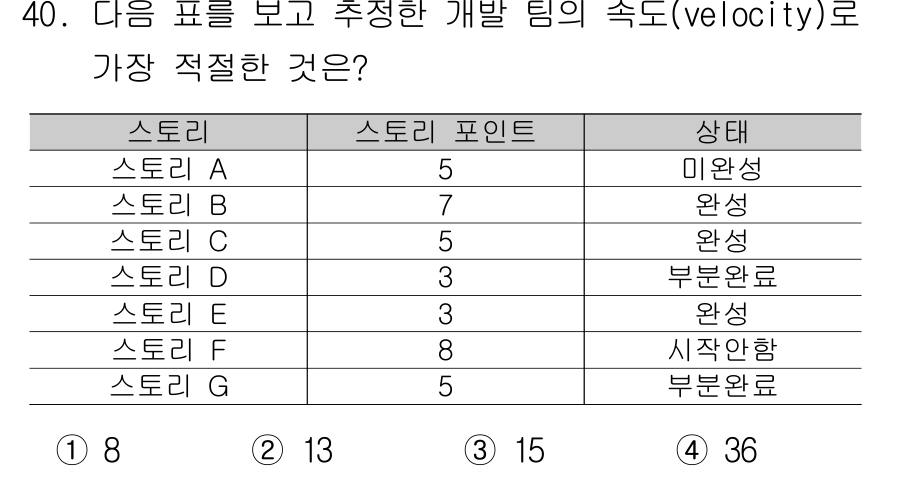 40. 다음 표를 보고 추정한 개발 팀의 속도(velocity)로
가장 적절한 것은?
스토리 스토리 포인트 상태
스토리 A 5 미완성
스토리 B 7 완성
스토리 C 5 완성
스토리 D 3 부분완료
스토리 E 3 완성
스토리 F 8 시작안함
스토리 G 5 부분완료
① 8 ② 13 ③ 15 ④ 36